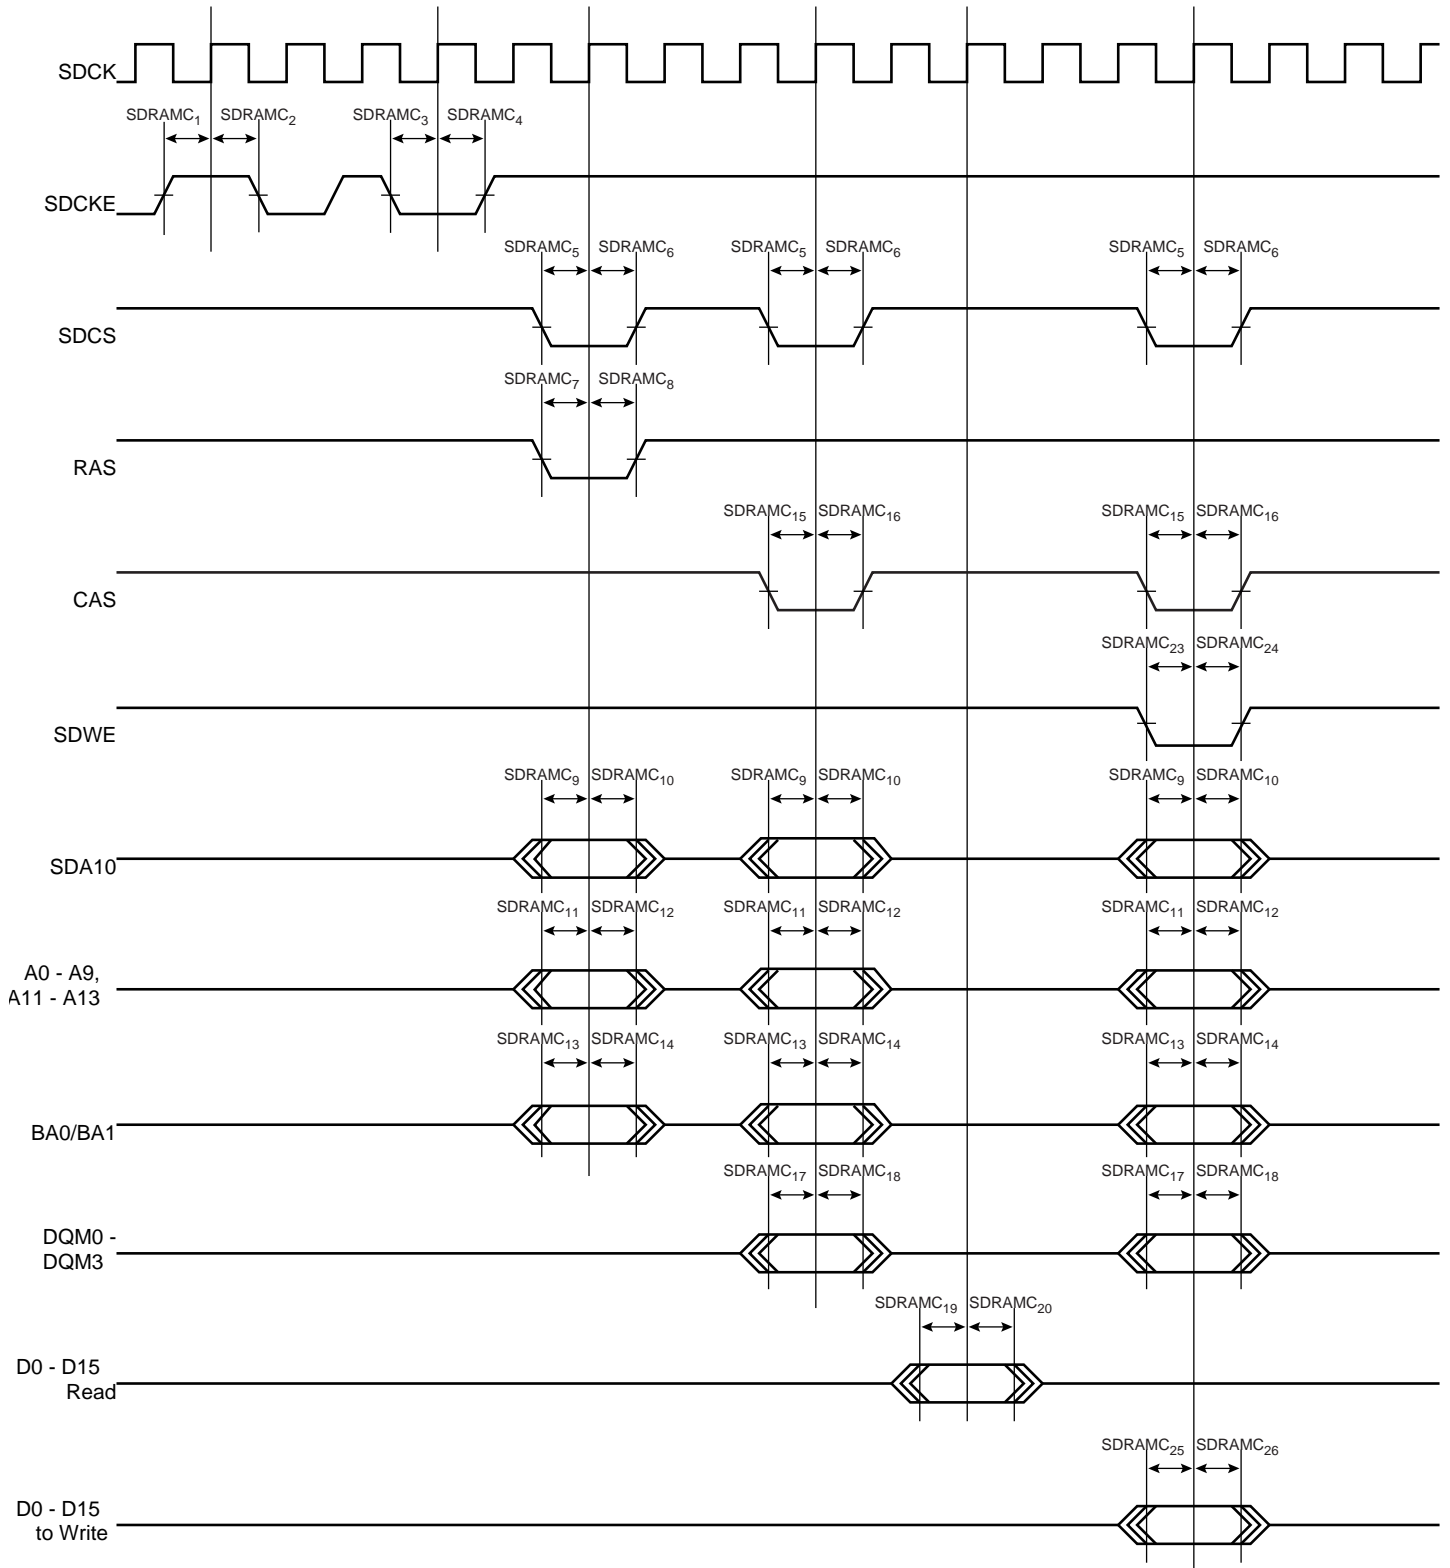 SDCK
SDRAMC1 SDRAMC2 SDRAMC3 SDRAMC4
SDCKE
SDRAMC5 SDRAMC6 SDRAMC5 SDRAMC6 SDRAMC5 SDRAMC6
SDCS
SDRAMC7 SDRAMC8
RAS
SDRAMC15 SDRAMC16 SDRAMC15 SDRAMC16
CAS
SDRAMC23 SDRAMC24
SDWE
SDRAMC9 SDRAMC10 SDRAMC9 SDRAMC10 SDRAMC9 SDRAMC10
SDA10
SDRAMC11 SDRAMC12 SDRAMC11 SDRAMC12 SDRAMC11 SDRAMC12
A0 - A9,
A11 - A13
SDRAMC13 SDRAMC14 SDRAMC13 SDRAMC14 SDRAMC13 SDRAMC14
BA0/BA1
SDRAMC17 SDRAMC18 SDRAMC17 SDRAMC18
DQM0 -
DQM3
SDRAMC19 SDRAMC20
D0 - D15
Read
SDRAMC25 SDRAMC26
D0 - D15
to Write